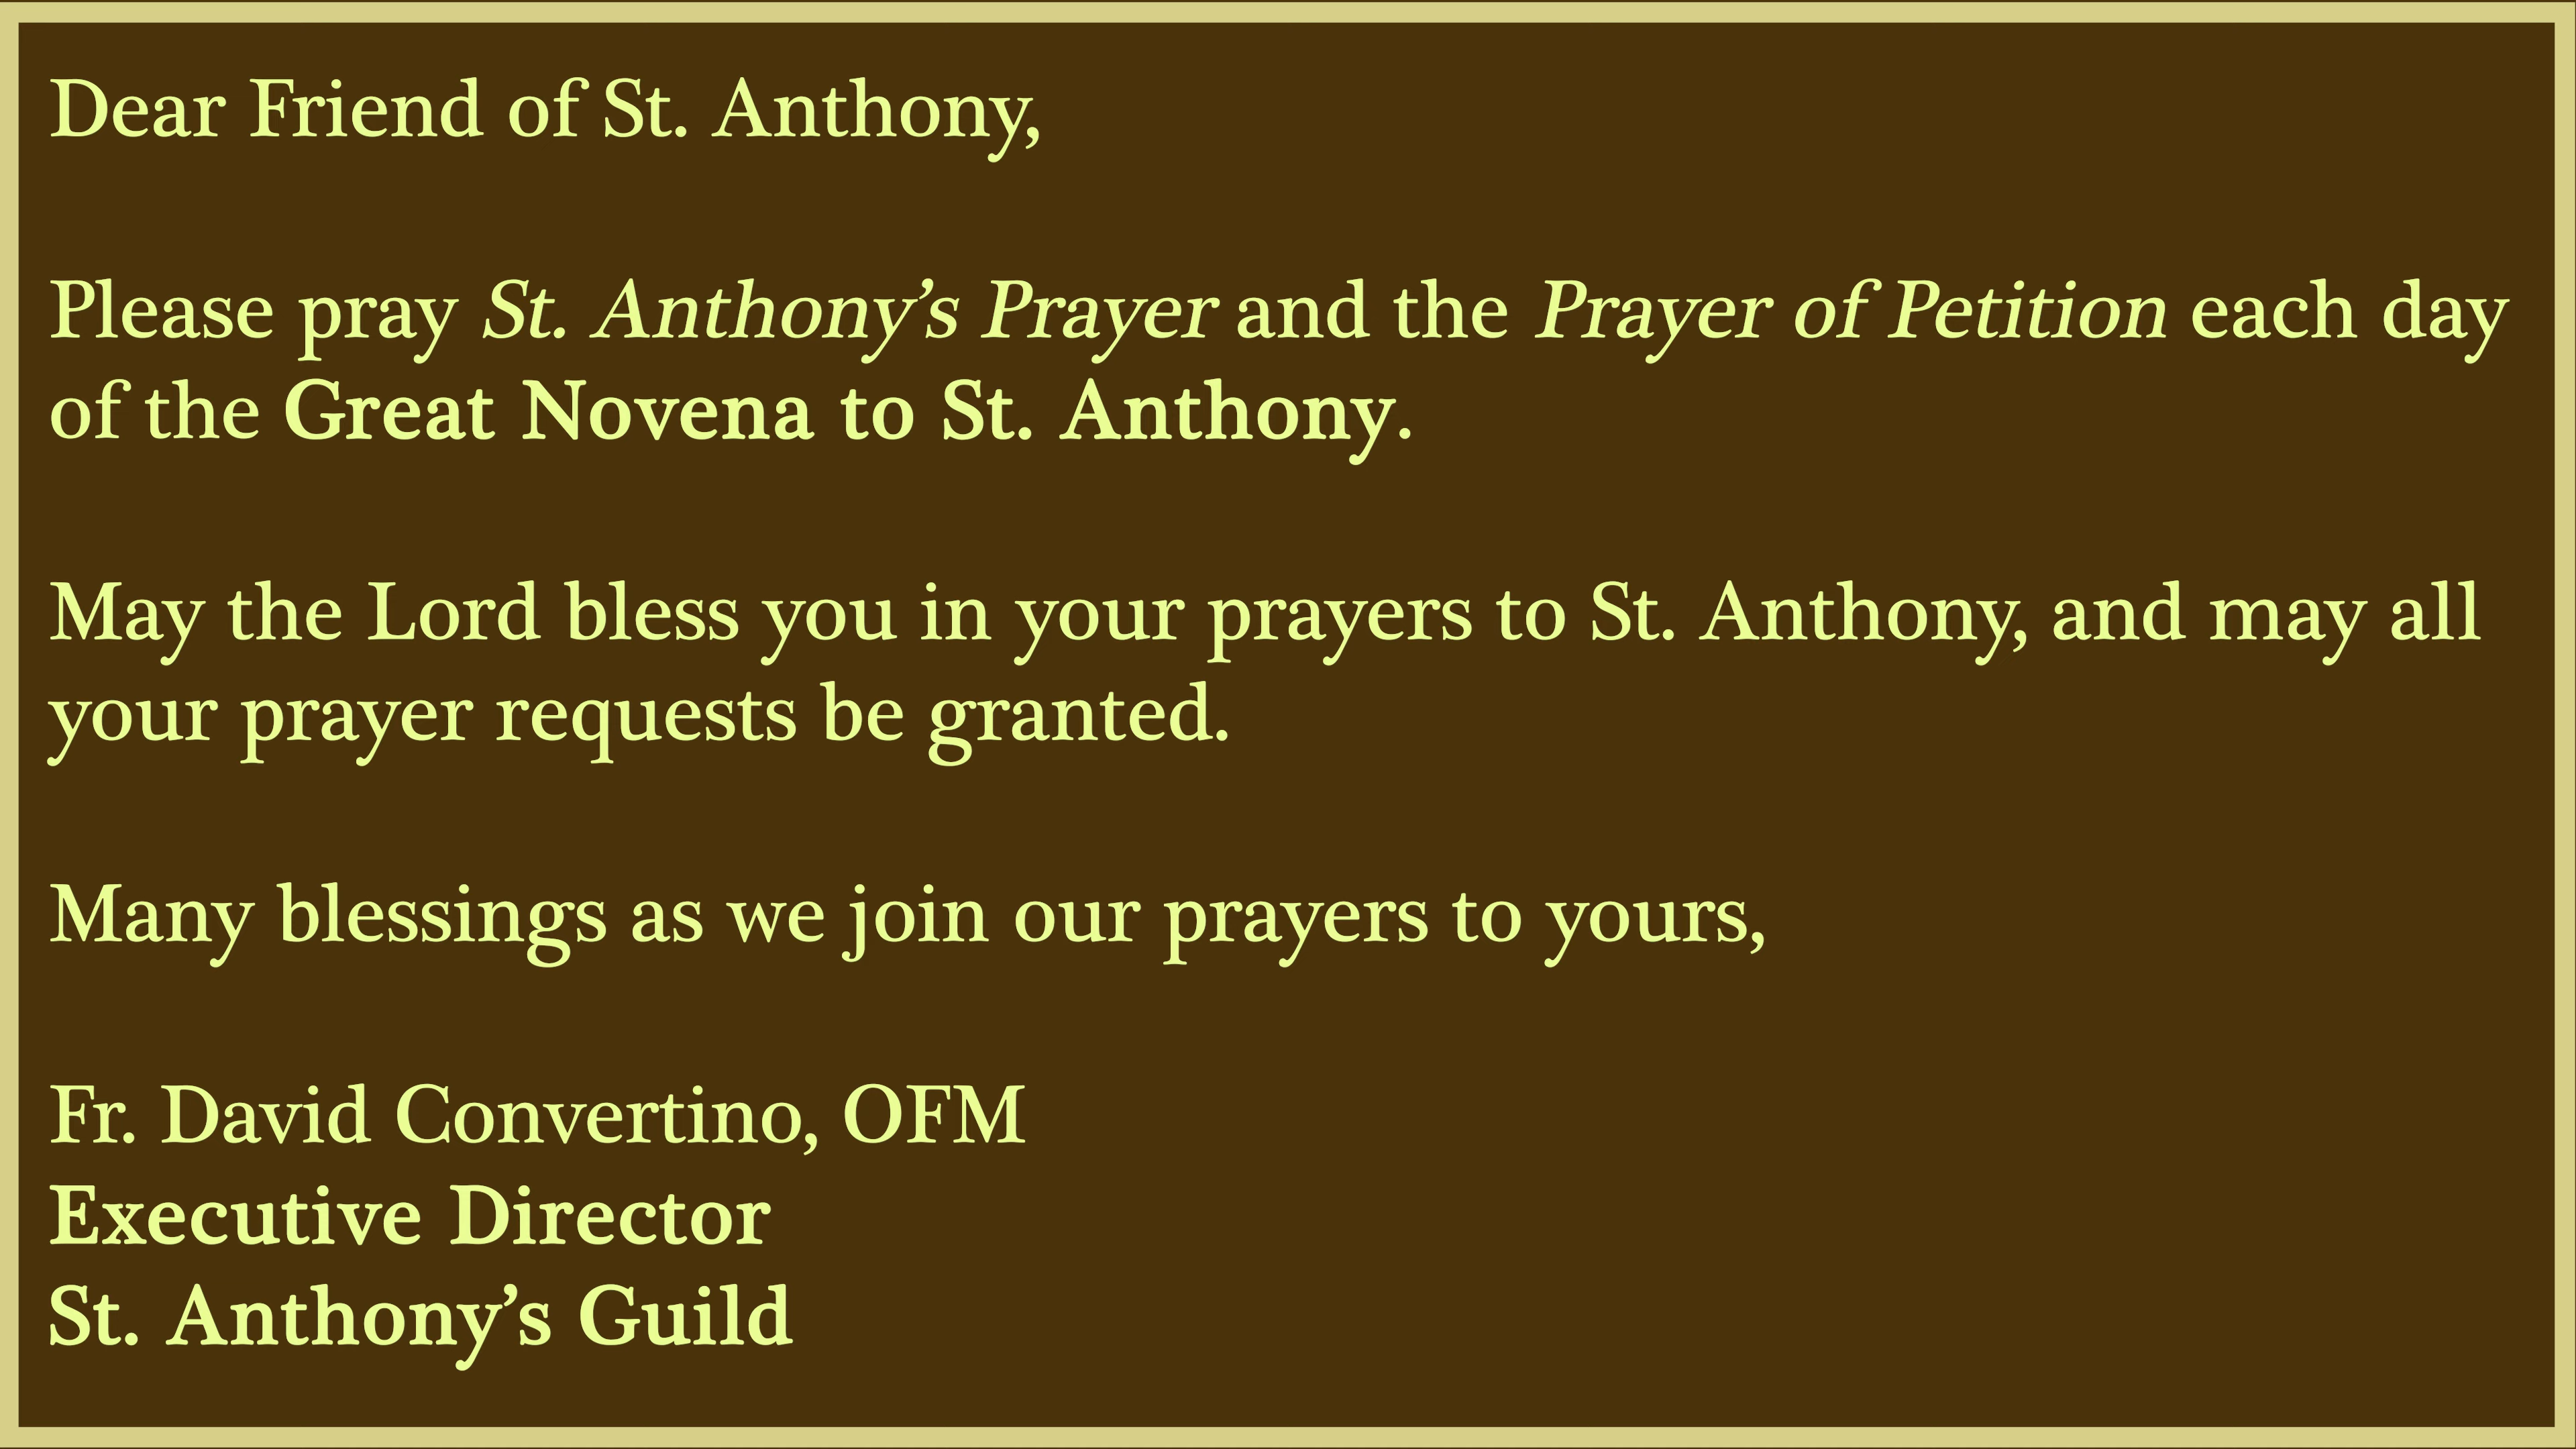 Dear Friend of St. Anthony,
Please pray St. Anthony’s Prayer and the Prayer of Petition each day
of the Great Novena to St. Anthony.
May the Lord bless you in your prayers to St. Anthony, and may all
your prayer requests be granted.
Many blessings as we join our prayers to yours,
Fr. David Convertino, OFM
Executive Director
St. Anthony’s Guild